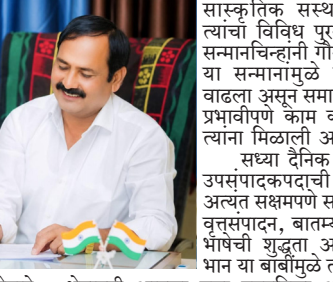 सांस्कृतिक संस्थ
त्यांचा विविध पुर
सन्मानचिन्हांनी गौ
या सन्मानांमुळे
वाढला असून समा
प्रभावीपणे काम क
त्यांना मिळाली अ
सध्या दैनिक
उपसंपादकपदाची
अत्यंत सक्षमपणे स
वृत्तसंपादन, बातम्य
भाषेची शुद्धता अ
भान या बाबींमुळे त